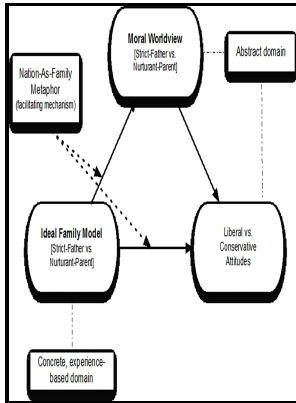 Moral Worldview
[Strict-Father vs.
Nurturant-Parent]
Abstract domain
Nation-As-Family
Metaphor
(facilitating mechanism)
Ideal Family Model
[Strict-Father vs.
Nurturant-Parent]
Liberal vs.
Conservative
Attitudes
Concrete, experience-
based domain